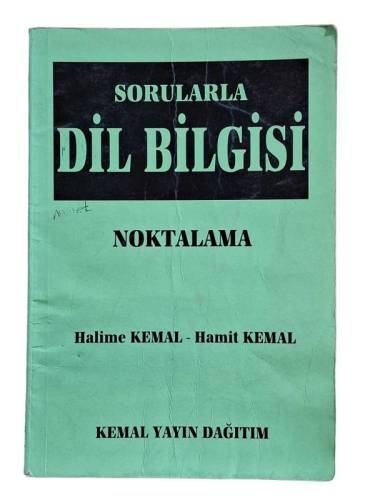 SORULARLA
DİL BİLGİSİ
NOKTALAMA
Halime KEMAL - Hamit KEMAL
KEMAL YAYIN DAĞITIM